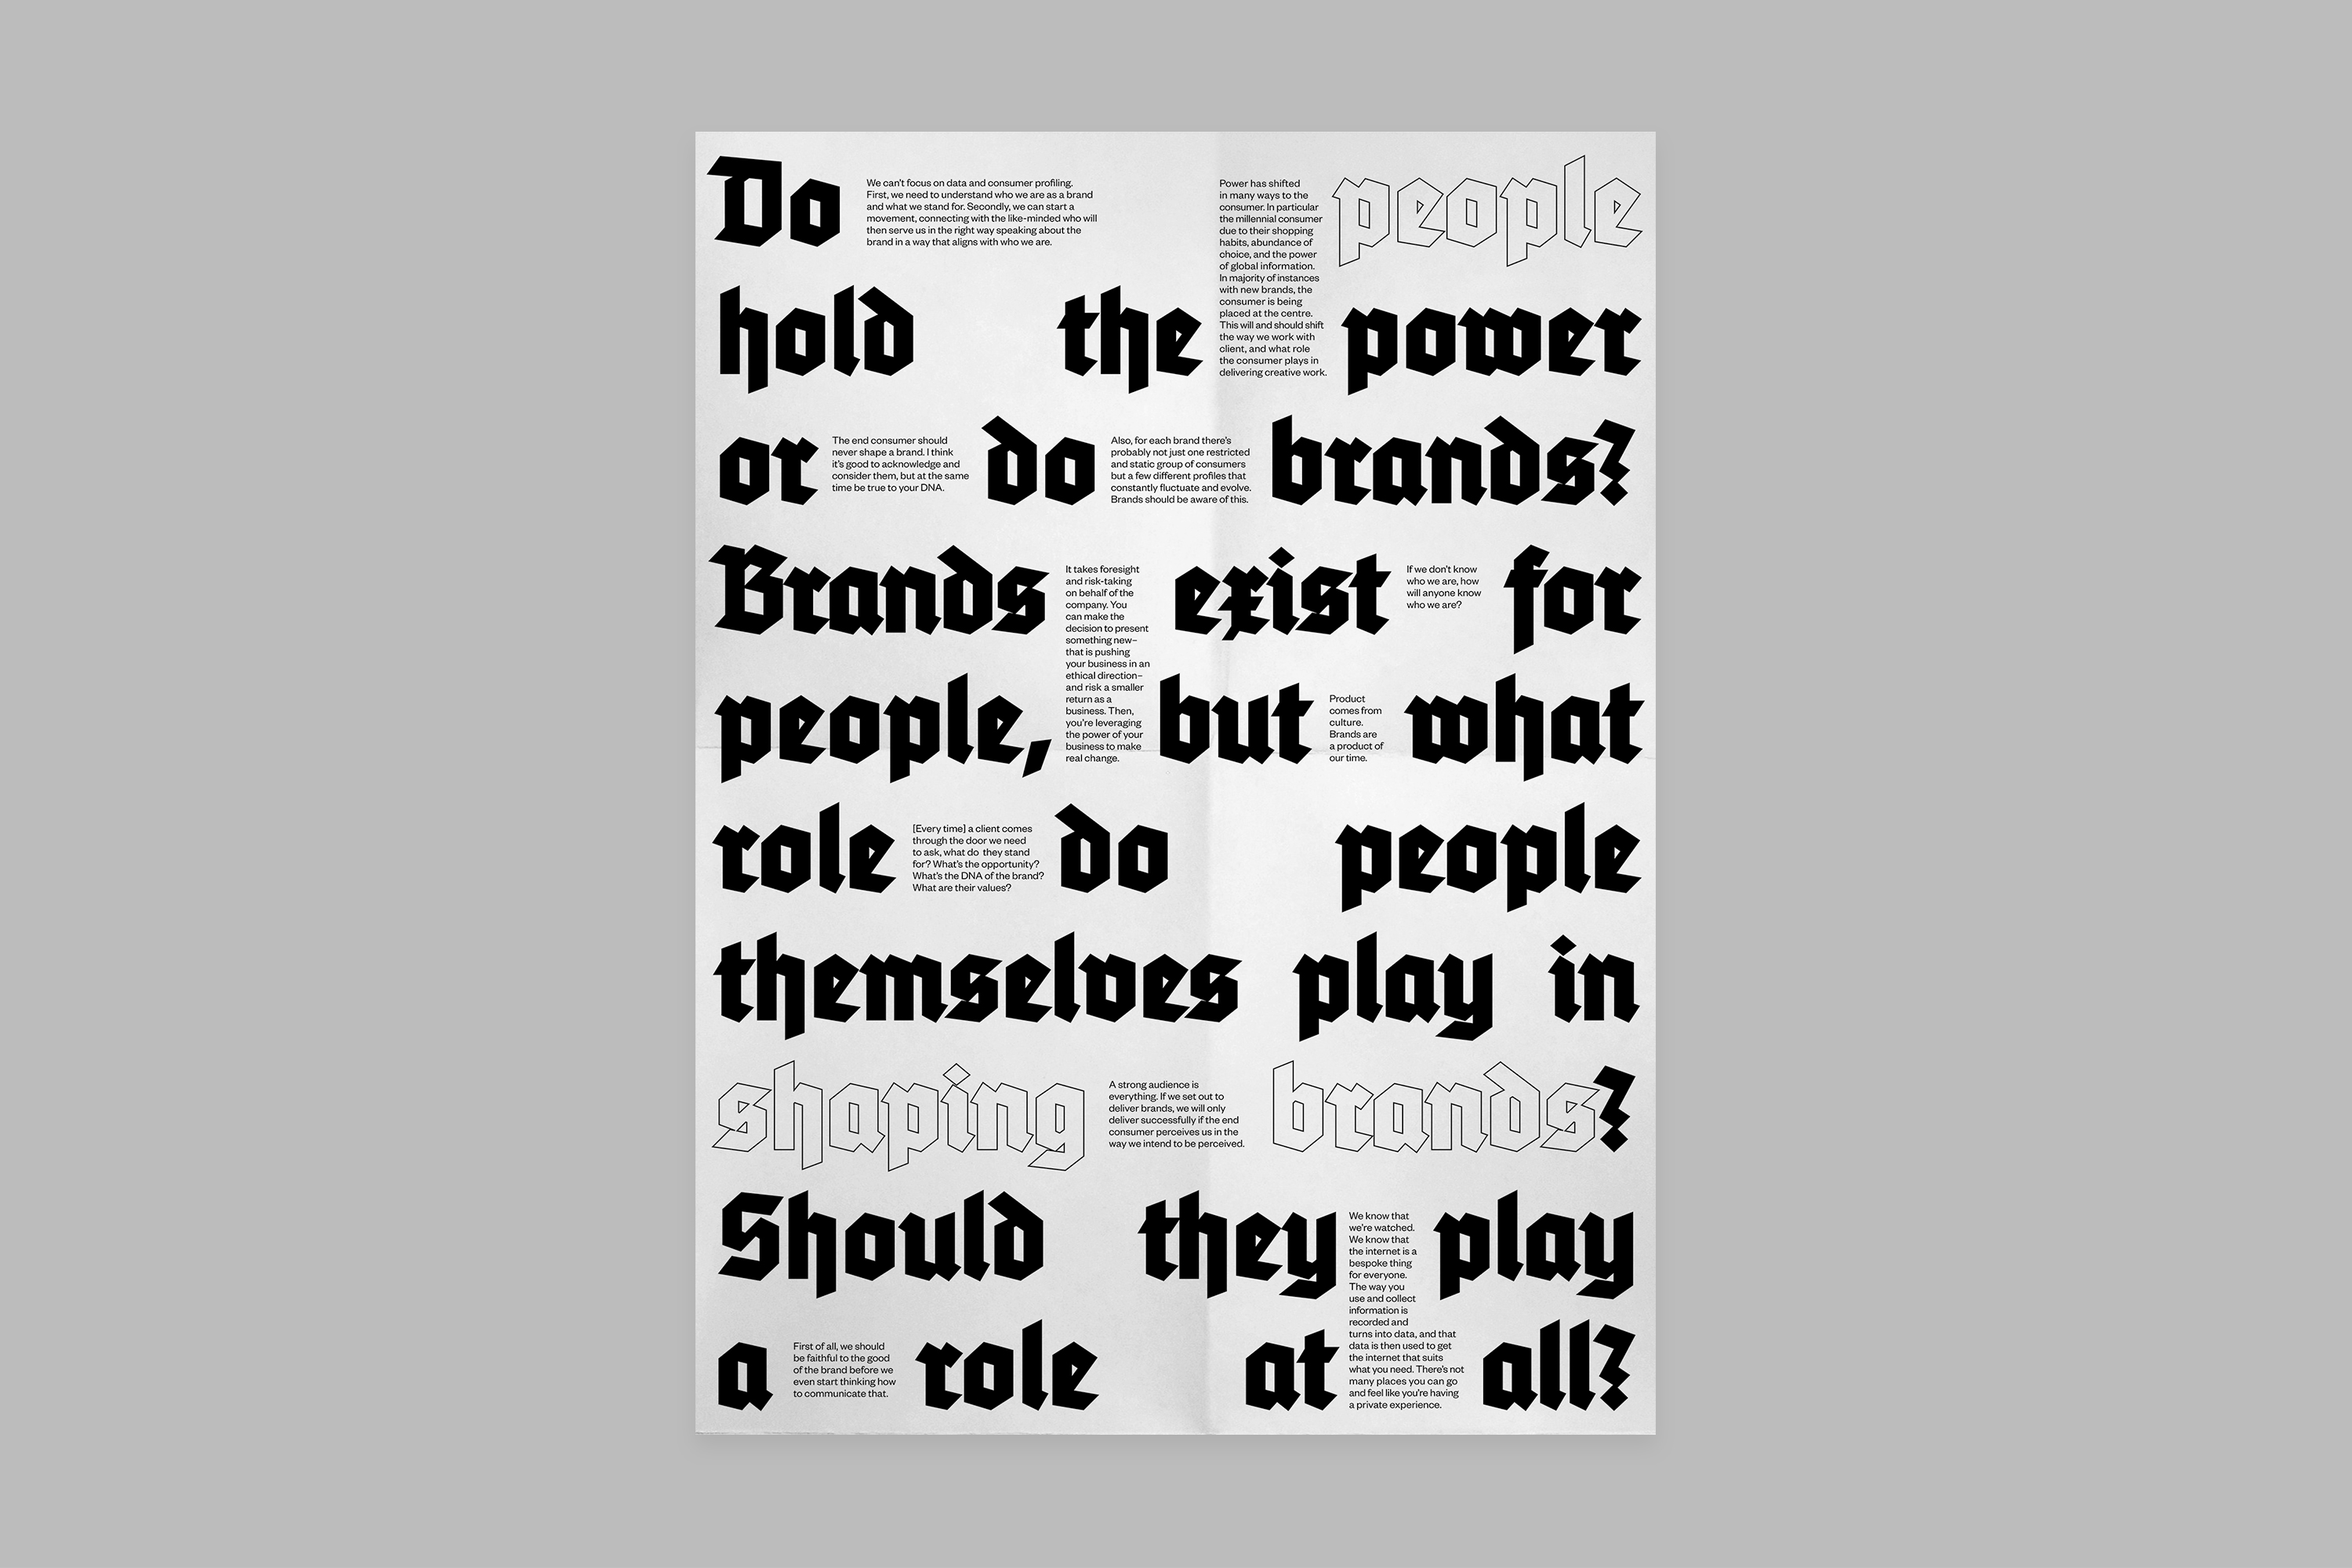 Do people
hold the power
or do brands?
Brands exist for
people, but what
role do people
themselves play in
shaping brands?
Should they play
a role at all?
We can't focus on data and consumer profiling.
First, we need to understand who we are as a brand
and what we stand for. Secondly, we can start a
movement, connecting with the like-minded who will
then serve us in the right way speaking about the
brand in a way that aligns with who we are.
Power has shifted
in many ways to the
consumer. In particular
the millennial consumer
due to their shopping
habits, abundance of
choice, and the power
of global information.
In majority of instances
with new brands, the
consumer is being
placed at the centre.
This will and should shift
the way we work with
client, and what role
the consumer plays in
delivering creative work.
The end consumer should
never shape a brand. I think
it's good to acknowledge and
consider them, but at the same
time be true to your DNA.
Also, for each brand there's
probably not just one restricted
and static group of consumers
but a few different profiles that
constantly fluctuate and evolve.
Brands should be aware of this.
It takes foresight
and risk-taking
on behalf of the
company. You
can make the
decision to present
something new–
that is pushing
your business in an
ethical direction–
and risk a smaller
return as a
business. Then,
you're leveraging
the power of your
business to make
real change.
If we don't know
who we are, how
will anyone know
who we are?
Product
comes from
culture.
Brands are
a product of
our time.
[Every time] a client comes
through the door we need
to ask, what do they stand
for? What's the opportunity?
What's the DNA of the brand?
What are their values?
A strong audience is
everything. If we set out to
deliver brands, we will only
deliver successfully if the end
consumer perceives us in the
way we intend to be perceived.
We know that
we're watched.
We know that
the internet is a
bespoke thing
for everyone.
The way you
use and collect
information is
recorded and
turns into data, and that
data is then used to get
the internet that suits
what you need. There's not
many places you can go
and feel like you're having
a private experience.
First of all, we should
be faithful to the good
of the brand before we
even start thinking how
to communicate that.